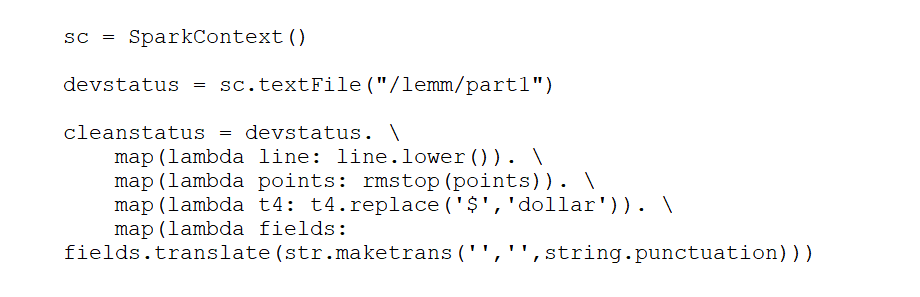 sc = SparkContext()
devstatus = sc.textFile("/lemm/part1")
cleanstatus = devstatus. \
    map(lambda line: line.lower()). \
    map(lambda points: rmstop(points)). \
    map(lambda t4: t4.replace('$','dollar')). \
    map(lambda fields:
fields.translate(str.maketrans('','',string.punctuation)))